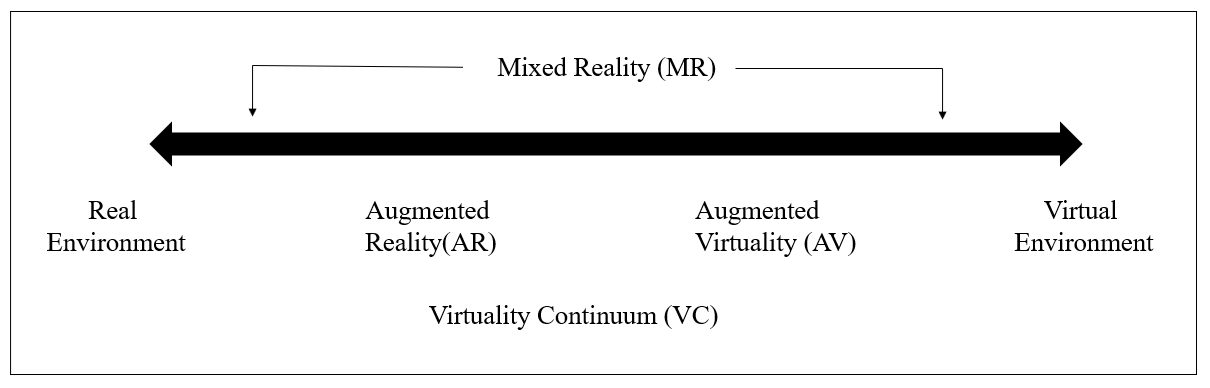 Mixed Reality (MR)
Real
Environment
Augmented
Reality(AR)
Augmented
Virtuality (AV)
Virtual
Environment
Virtuality Continuum (VC)